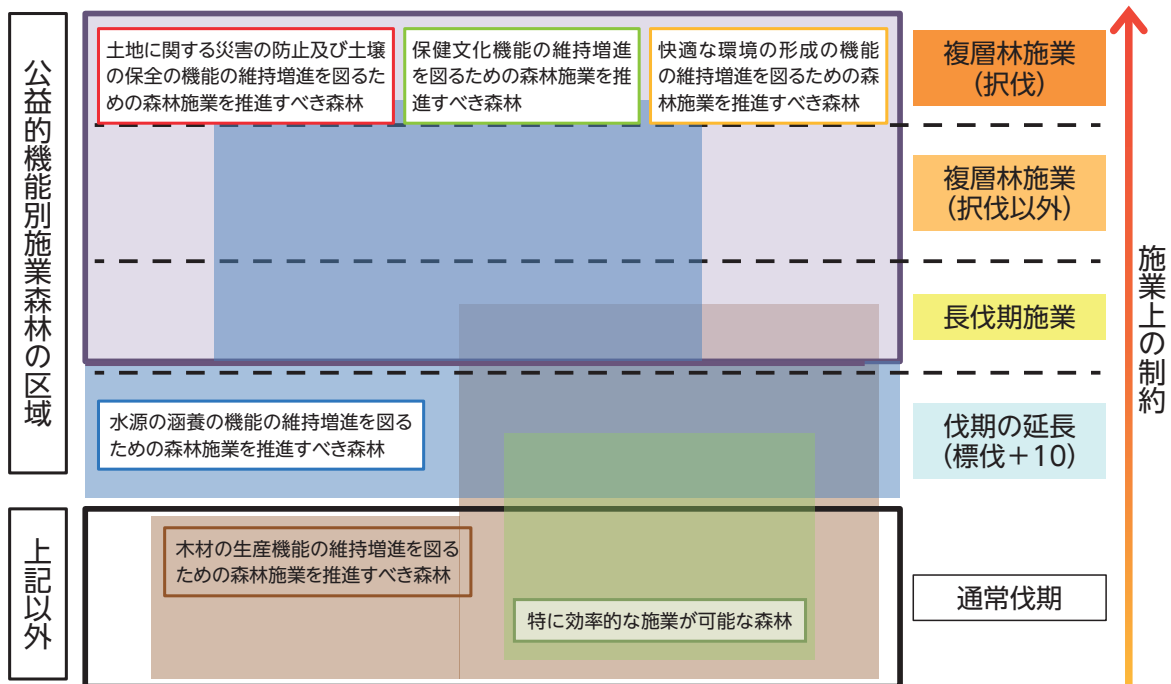 公益的機能別施業森林の区域
土地に関する災害の防止及び土壌
の保全の機能の維持増進を図るた
めの森林施業を推進すべき森林
保健文化機能の維持増進
を図るための森林施業を推
進すべき森林
快適な環境の形成の機能
の維持増進を図るための森
林施業を推進すべき森林
複層林施業
(択伐)
複層林施業
(択伐以外)
長伐期施業
水源の涵養の機能の維持増進を図る
ための森林施業を推進すべき森林
伐期の延長
(標伐+10)
施業上の制約
上記以外
木材の生産機能の維持増進を図る
ための森林施業を推進すべき森林
特に効率的な施業が可能な森林
通常伐期